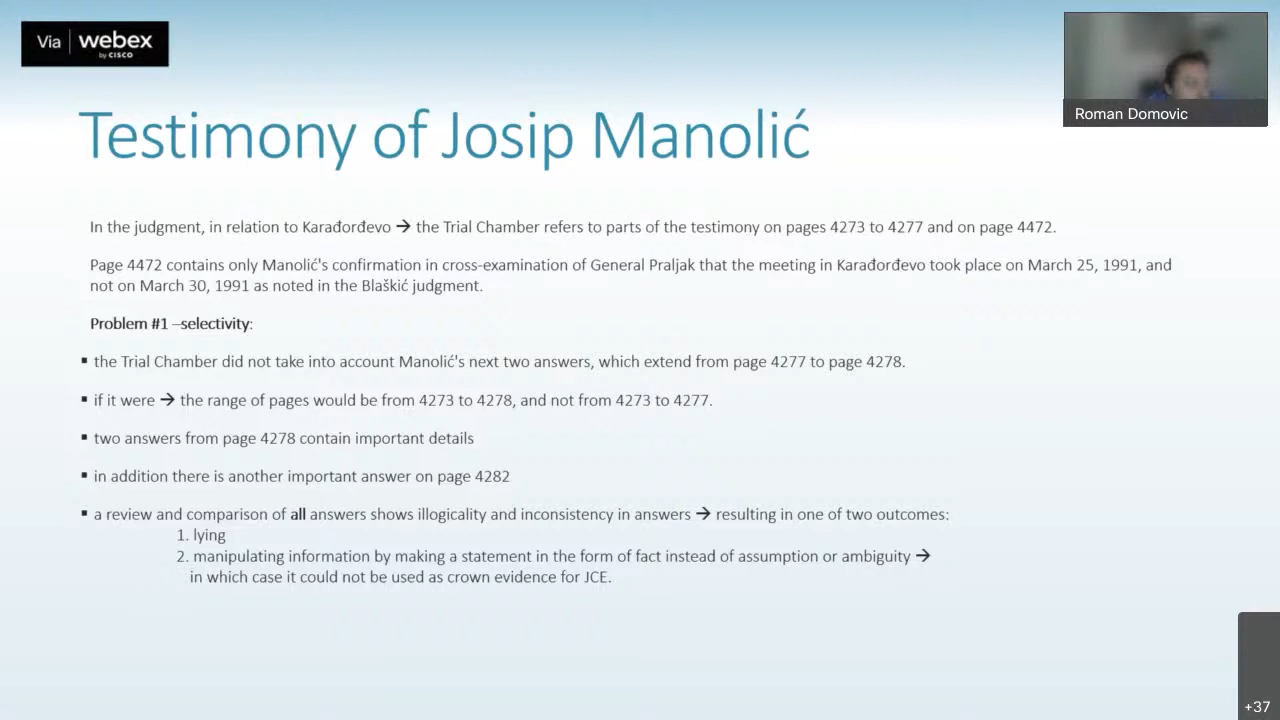 Via webex
by CISCO
Roman Domovic
Testimony of Josip Manolić
In the judgment, in relation to Karađorđevo → the Trial Chamber refers to parts of the testimony on pages 4273 to 4277 and on page 4472.
Page 4472 contains only Manolić's confirmation in cross-examination of General Praljak that the meeting in Karađorđevo took place on March 25, 1991, and
not on March 30, 1991 as noted in the Blaškić judgment.
Problem #1 –selectivity:
▪ the Trial Chamber did not take into account Manolić's next two answers, which extend from page 4277 to page 4278.
▪ if it were → the range of pages would be from 4273 to 4278, and not from 4273 to 4277.
▪ two answers from page 4278 contain important details
▪ in addition there is another important answer on page 4282
▪ a review and comparison of all answers shows illogicality and inconsistency in answers → resulting in one of two outcomes:
1. lying
2. manipulating information by making a statement in the form of fact instead of assumption or ambiguity →
in which case it could not be used as crown evidence for JCE.
+37